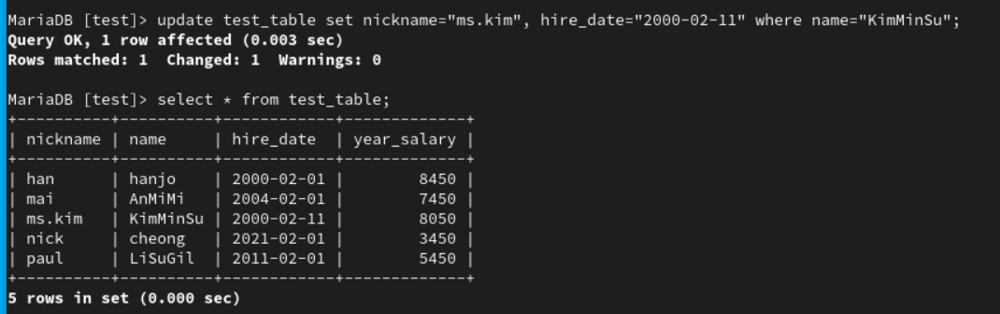 MariaDB [test]> update test_table set nickname="ms.kim", hire_date="2000-02-11" where name="KimMinSu";
Query OK, 1 row affected (0.003 sec)
Rows matched: 1  Changed: 1  Warnings: 0

MariaDB [test]> select * from test_table;
+----------+----------+------------+-------------+
| nickname | name     | hire_date  | year_salary |
+----------+----------+------------+-------------+
| han      | hanjo    | 2000-02-01 |        8450 |
| mai      | AnMiMi   | 2004-02-01 |        7450 |
| ms.kim   | KimMinSu | 2000-02-11 |        8050 |
| nick     | cheong   | 2021-02-01 |        3450 |
| paul     | LiSuGil  | 2011-02-01 |        5450 |
+----------+----------+------------+-------------+
5 rows in set (0.000 sec)